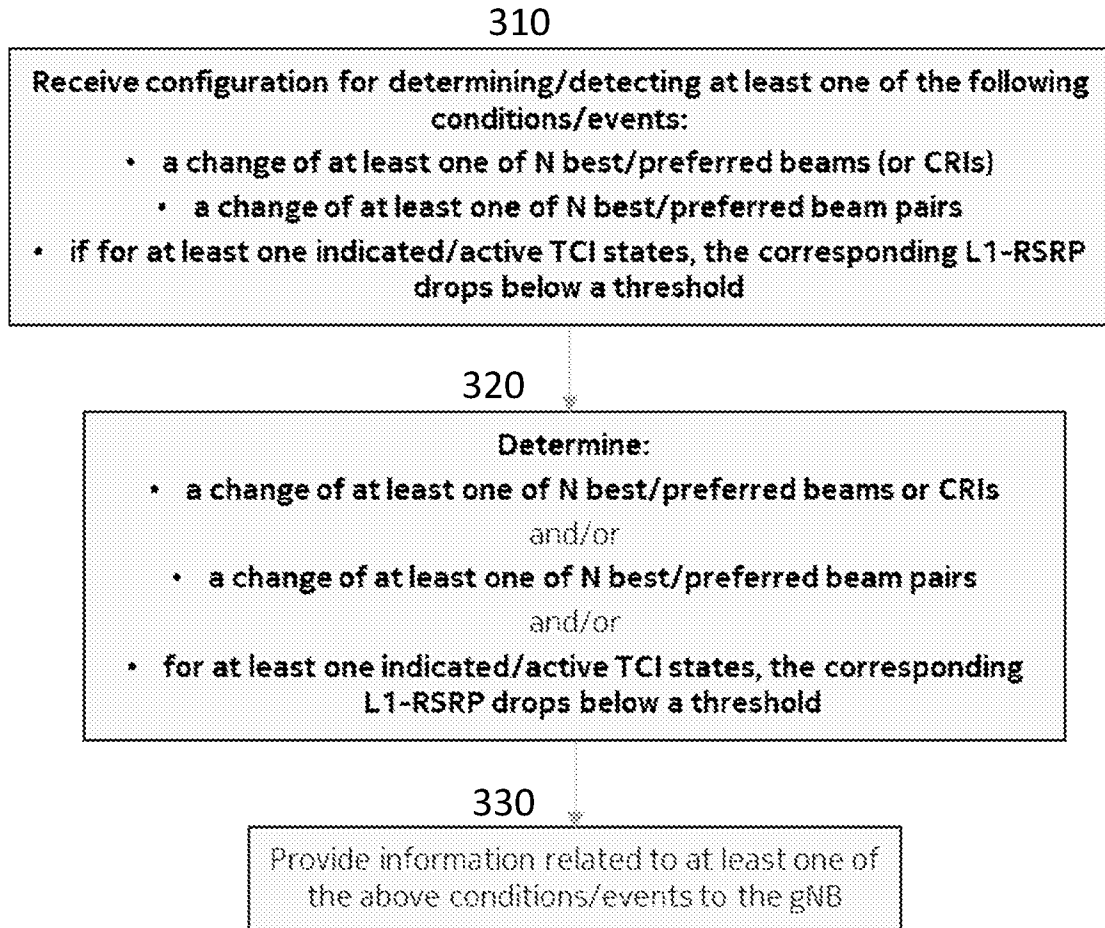 310
Receive configuration for determining/detecting at least one of the following
conditions/events:
• a change of at least one of N best/preferred beams (or CRIs)
• a change of at least one of N best/preferred beam pairs
• if for at least one indicated/active TCI states, the corresponding L1-RSRP
drops below a threshold
320
Determine:
• a change of at least one of N best/preferred beams or CRIs
and/or
• a change of at least one of N best/preferred beam pairs
and/or
• for at least one indicated/active TCI states, the corresponding
L1-RSRP drops below a threshold
330
Provide information related to at least one of
the above conditions/events to the gNB